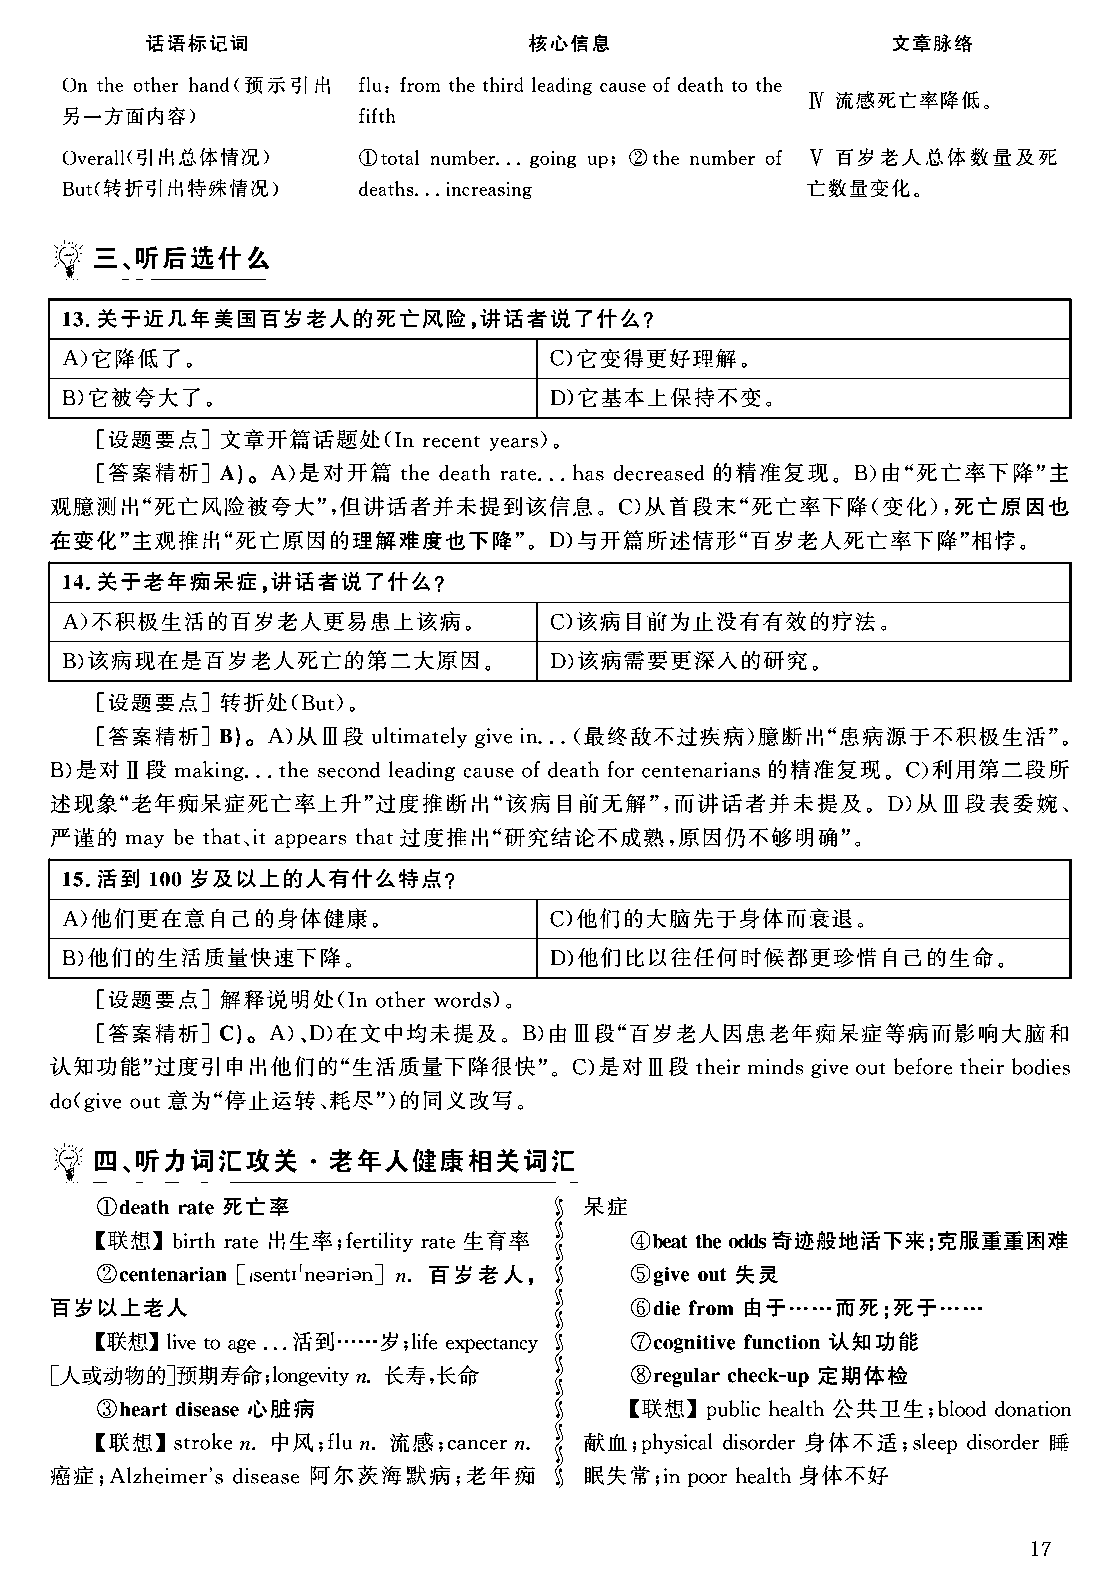 话语标记词 核心信息 文章脉络
On the other hand(预示引出 flu: from the third leading cause of death to the Ⅳ 流感死亡率降低。
另一方面内容) fifth
Overall(引出总体情况) ①total number... going up; ②the number of Ⅴ 百岁老人总体数量及死
But(转折引出特殊情况) deaths...increasing 亡数量变化。
三、听后选什么
13.关于近几年美国百岁老人的死亡风险,讲话者说了什么?
A)它降低了。 C)它变得更好理解。
B)它被夸大了。 D)它基本上保持不变。
[设题要点] 文章开篇话题处(In recent years)。
[答案精析] A)。A)是对开篇 the death rate...has decreased 的精准复现。B)由“死亡率下降”主
观臆测出“死亡风险被夸大”,但讲话者并未提到该信息。C)从首段末“死亡率下降(变化),死亡原因也
在变化”主观推出“死亡原因的理解难度也下降”。D)与开篇所述情形“百岁老人死亡率下降”相悖。
14.关于老年痴呆症,讲话者说了什么?
A)不积极生活的百岁老人更易患上该病。 C)该病目前为止没有有效的疗法。
B)该病现在是百岁老人死亡的第二大原因。 D)该病需要更深入的研究。
[设题要点] 转折处(But)。
[答案精析] B)。A)从Ⅲ段 ultimately give in...(最终敌不过疾病)臆断出“患病源于不积极生活”。
B)是对Ⅱ段 making...the second leading cause of death for centenarians 的精准复现。C)利用第二段所
述现象“老年痴呆症死亡率上升”过度推断出“该病目前无解”,而讲话者并未提及。D)从Ⅲ段表委婉、
严谨的 may be that、it appears that 过度推出“研究结论不成熟,原因仍不够明确”。
15.活到 100 岁及以上的人有什么特点?
A)他们更在意自己的身体健康。 C)他们的大脑先于身体而衰退。
B)他们的生活质量快速下降。 D)他们比以往任何时候都更珍惜自己的生命。
[设题要点] 解释说明处(In other words)。
[答案精析] C)。A)、D)在文中均未提及。B)由Ⅲ段“百岁老人因患老年痴呆症等病而影响大脑和
认知功能”过度引申出他们的“生活质量下降很快”。C)是对Ⅲ段 their minds give out before their bodies
do(give out 意为“停止运转、耗尽”)的同义改写。
四、听力词汇攻关·老年人健康相关词汇
①death rate 死亡率
【联想】birth rate 出生率;fertility rate 生育率
②centenarian [ˌsentɪˈneəriən] n. 百岁老人,
百岁以上老人
【联想】live to age ...活到……岁;life expectancy
[人或动物的]预期寿命;longevity n. 长寿,长命
③heart disease 心脏病
【联想】stroke n. 中风;flu n. 流感;cancer n.
癌症;Alzheimer's disease 阿尔茨海默病;老年痴
呆症
④beat the odds 奇迹般地活下来;克服重重困难
⑤give out 失灵
⑥die from 由于……而死;死于……
⑦cognitive function 认知功能
⑧regular check-up 定期体检
【联想】public health 公共卫生;blood donation
献血;physical disorder 身体不适;sleep disorder 睡
眠失常;in poor health 身体不好
17